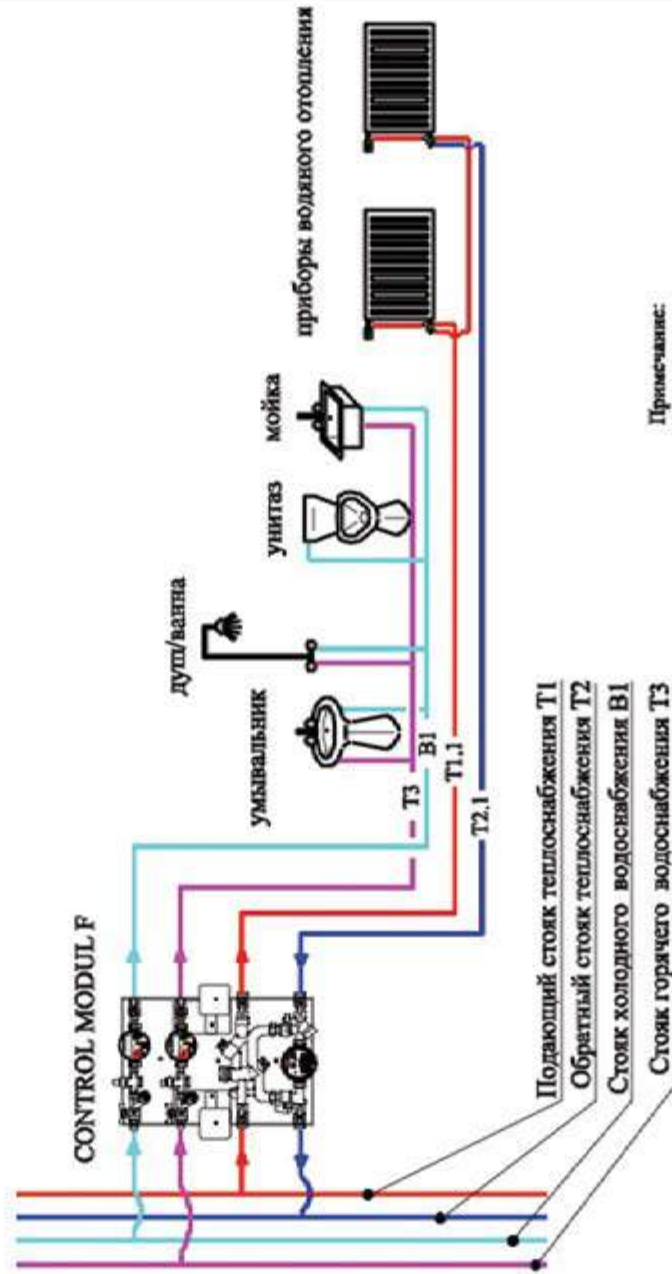 CONTROL MODUL F
умывальник
душ/ванна
унитаз
мойка
приборы водяного отопления
T3
B1
T1.1
T2.1
Подающий стояк теплоснабжения T1
Обратный стояк теплоснабжения T2
Стояк холодного водоснабжения B1
Стояк горячего водоснабжения T3
Примечание: